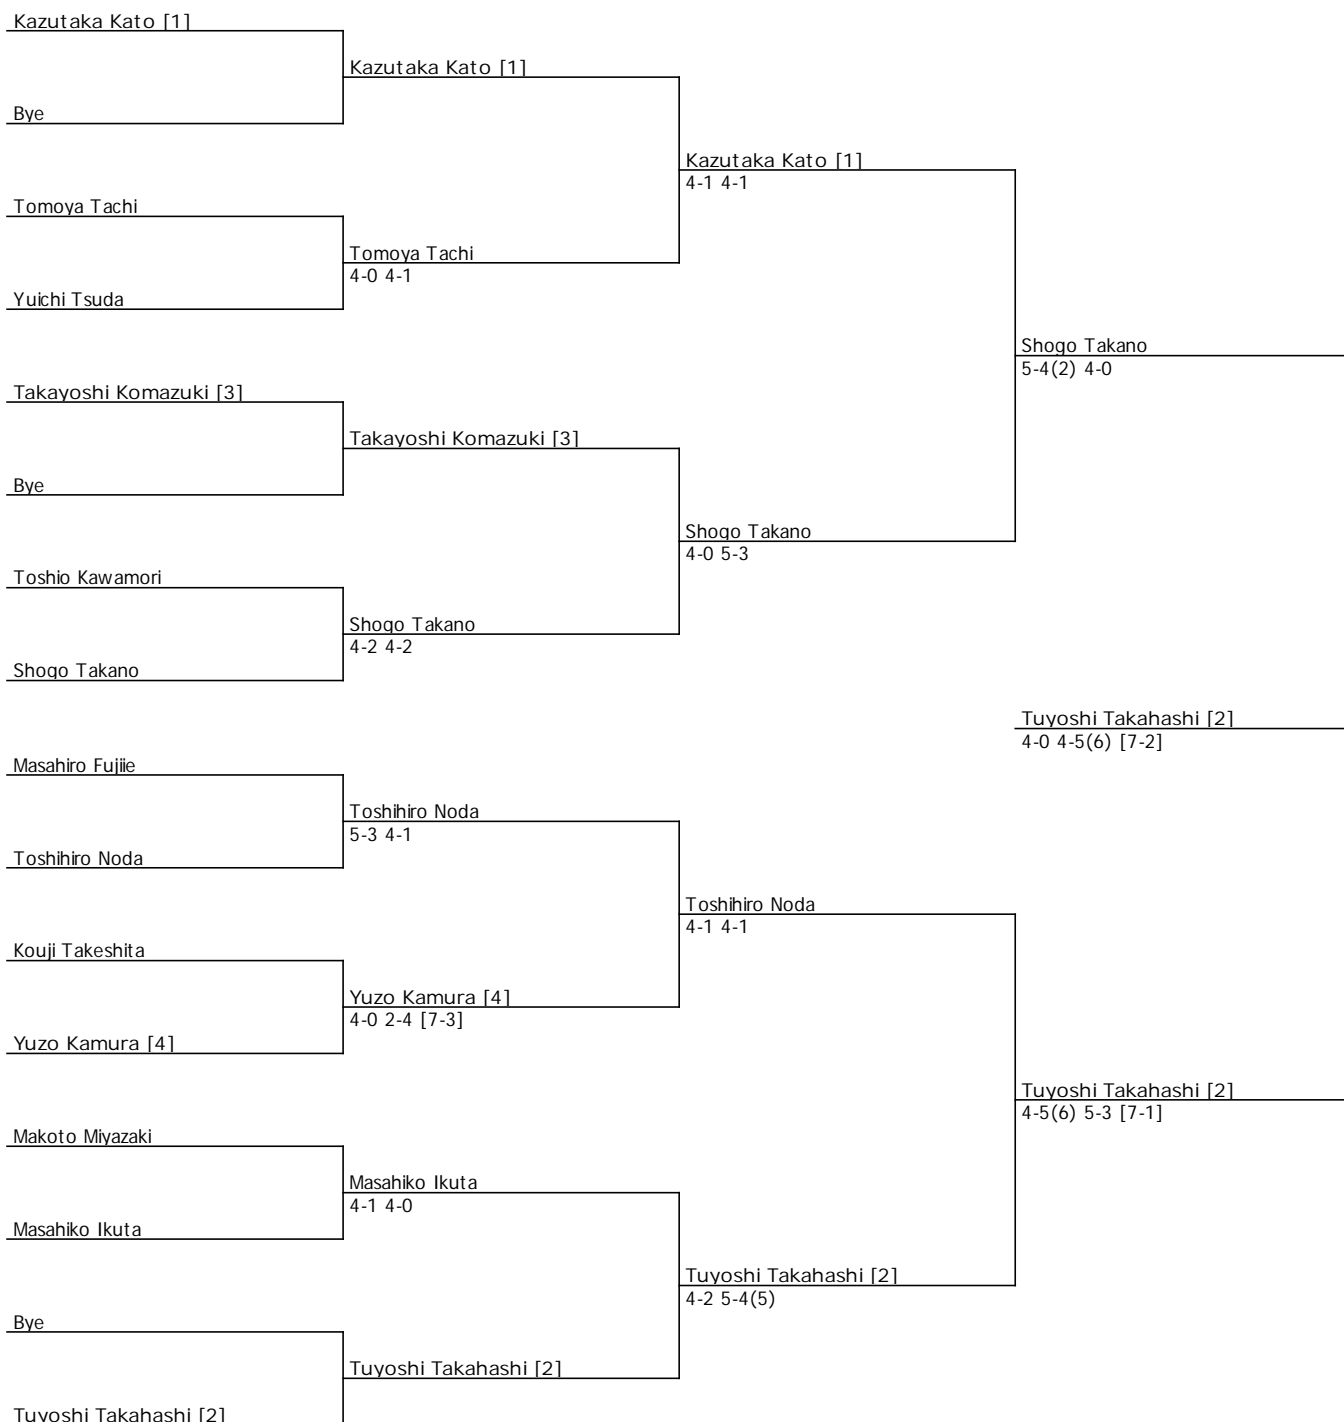 Kazutaka Kato [1]
Kazutaka Kato [1]
Bye
Kazutaka Kato [1]
4-1 4-1
Tomoya Tachi
Tomoya Tachi
4-0 4-1
Yuichi Tsuda
Shogo Takano
5-4(2) 4-0
Takayoshi Komazuki [3]
Takayoshi Komazuki [3]
Bye
Shogo Takano
4-0 5-3
Toshio Kawamori
Shogo Takano
4-2 4-2
Shogo Takano
Tuyoshi Takahashi [2]
4-0 4-5(6) [7-2]
Masahiro Fujiie
Toshihiro Noda
5-3 4-1
Toshihiro Noda
Toshihiro Noda
4-1 4-1
Kouji Takeshita
Yuzo Kamura [4]
4-0 2-4 [7-3]
Yuzo Kamura [4]
Tuyoshi Takahashi [2]
4-5(6) 5-3 [7-1]
Makoto Miyazaki
Masahiko Ikuta
4-1 4-0
Masahiko Ikuta
Tuyoshi Takahashi [2]
4-2 5-4(5)
Bye
Tuyoshi Takahashi [2]
Tuyoshi Takahashi [2]